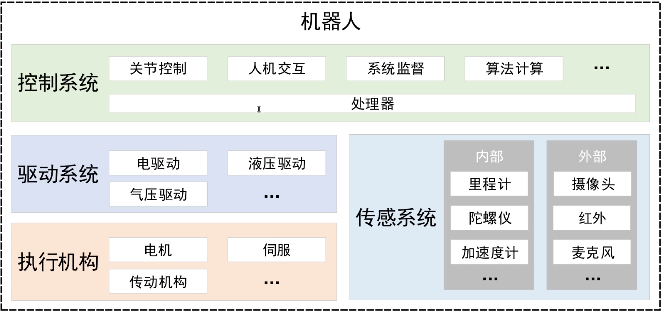 机器人
控制系统
关节控制 人机交互 系统监督 算法计算 …
处理器
驱动系统
电驱动 液压驱动
气压驱动 …
执行机构
电机 伺服
传动机构 …
传感系统
内部 外部
里程计 摄像头
陀螺仪 红外
加速度计 麦克风
… …